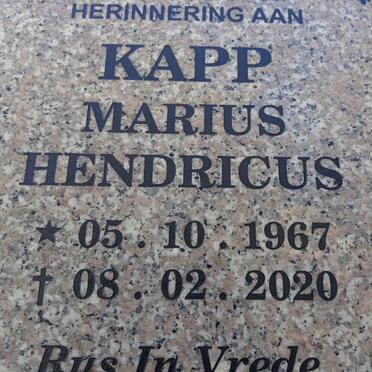 HERINNERING AAN
KAPP
MARIUS
HENDRICUS
★ 05 . 10 . 1967
† 08 . 02 . 2020
Rus In Vrede